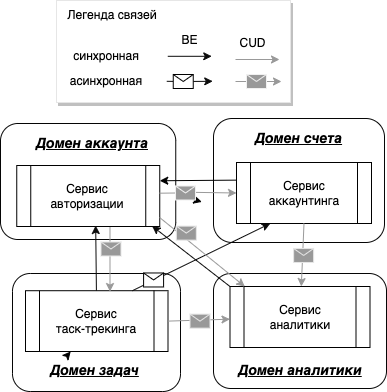 Легенда связей
BE
CUD
синхронная
асинхронная
Домен аккаунта
Домен счета
Сервис
авторизации
Сервис
аккаунтинга
Сервис
таск-трекинга
Сервис
аналитики
Домен задач
Домен аналитики